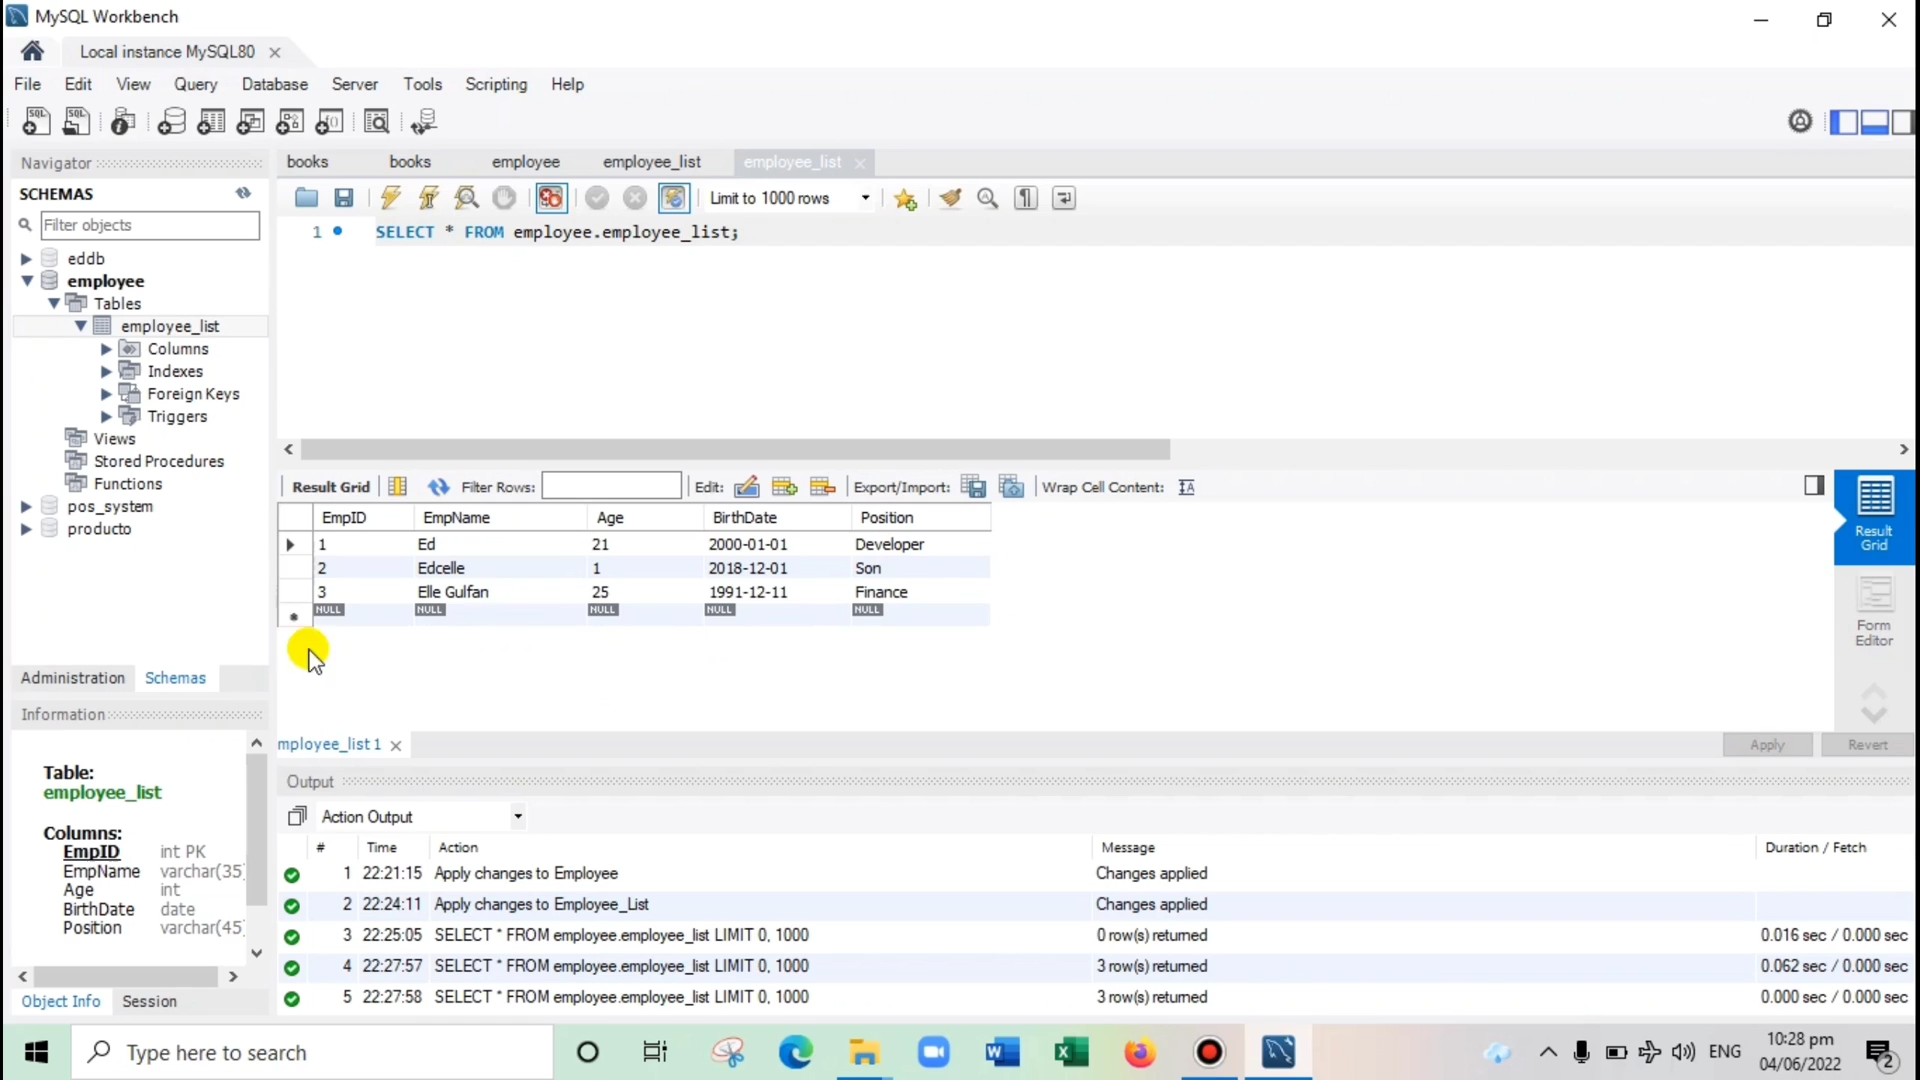 MySQL Workbench
Local instance MySQL80
File Edit View Query Database Server Tools Scripting Help
Navigator
SCHEMAS
Filter objects
eddb
employee
Tables
employee_list
Columns
Indexes
Foreign Keys
Triggers
Views
Stored Procedures
Functions
pos_system
producto
Administration Schemas
Information
Table:
employee_list
Columns:
EmpID int PK
EmpName varchar(35)
Age int
BirthDate date
Position varchar(45)
Object Info Session
books books employee employee_list employee_list
Limit to 1000 rows
1 SELECT * FROM employee.employee_list;
Result Grid Filter Rows: Edit: Export/Import: Wrap Cell Content:
EmpID EmpName Age BirthDate Position
1 Ed 21 2000-01-01 Developer
2 Edcelle 1 2018-12-01 Son
3 Elle Gulfan 25 1991-12-11 Finance
NULL NULL NULL NULL NULL
Result
Grid
Form
Editor
mployee_list 1
Apply Revert
Output
Action Output
# Time Action Message Duration / Fetch
1 22:21:15 Apply changes to Employee Changes applied
2 22:24:11 Apply changes to Employee_List Changes applied
3 22:25:05 SELECT * FROM employee.employee_list LIMIT 0, 1000 0 row(s) returned 0.016 sec / 0.000 sec
4 22:27:57 SELECT * FROM employee.employee_list LIMIT 0, 1000 3 row(s) returned 0.062 sec / 0.000 sec
5 22:27:58 SELECT * FROM employee.employee_list LIMIT 0, 1000 3 row(s) returned 0.000 sec / 0.000 sec
Type here to search
ENG
10:28 pm
04/06/2022
2